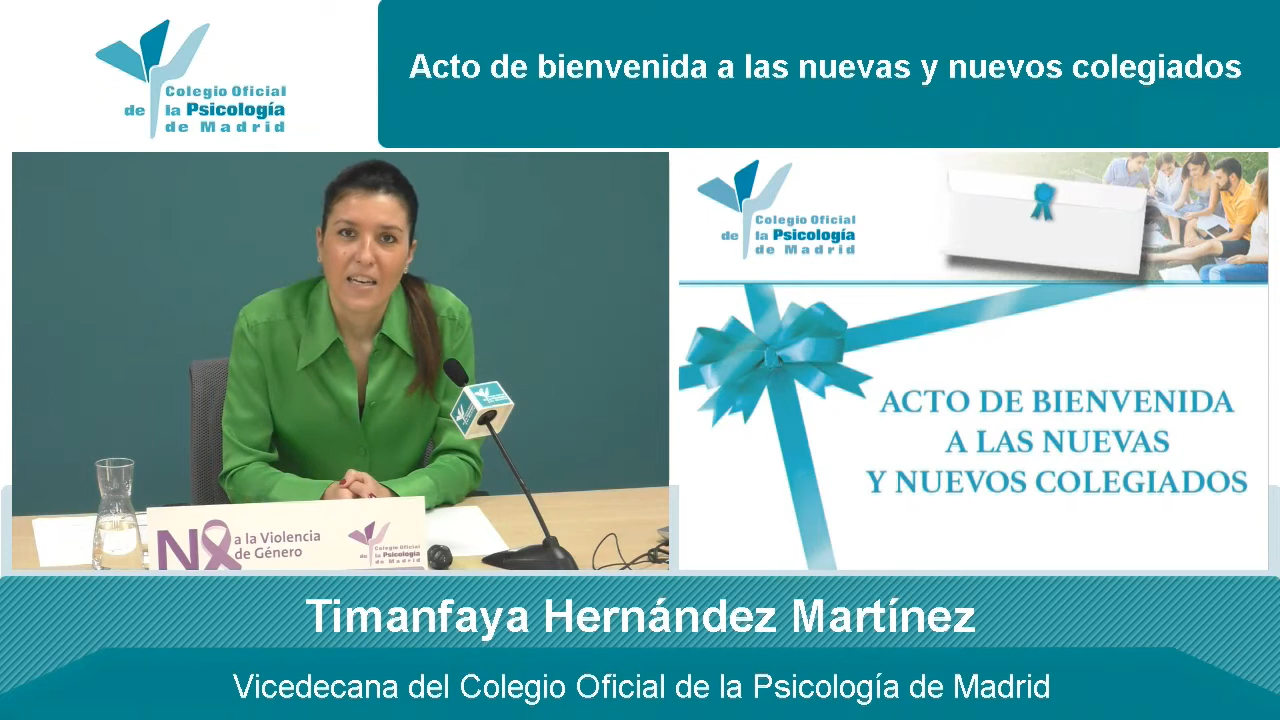 Colegio Oficial
de la Psicología
de Madrid
Acto de bienvenida a las nuevas y nuevos colegiados
Colegio Oficial
de la Psicología
de Madrid
ACTO DE BIENVENIDA
A LAS NUEVAS
Y NUEVOS COLEGIADOS
NO a la Violencia
de Género
Colegio Oficial
de la Psicología
de Madrid
Timanfaya Hernández Martínez
Vicedecana del Colegio Oficial de la Psicología de Madrid